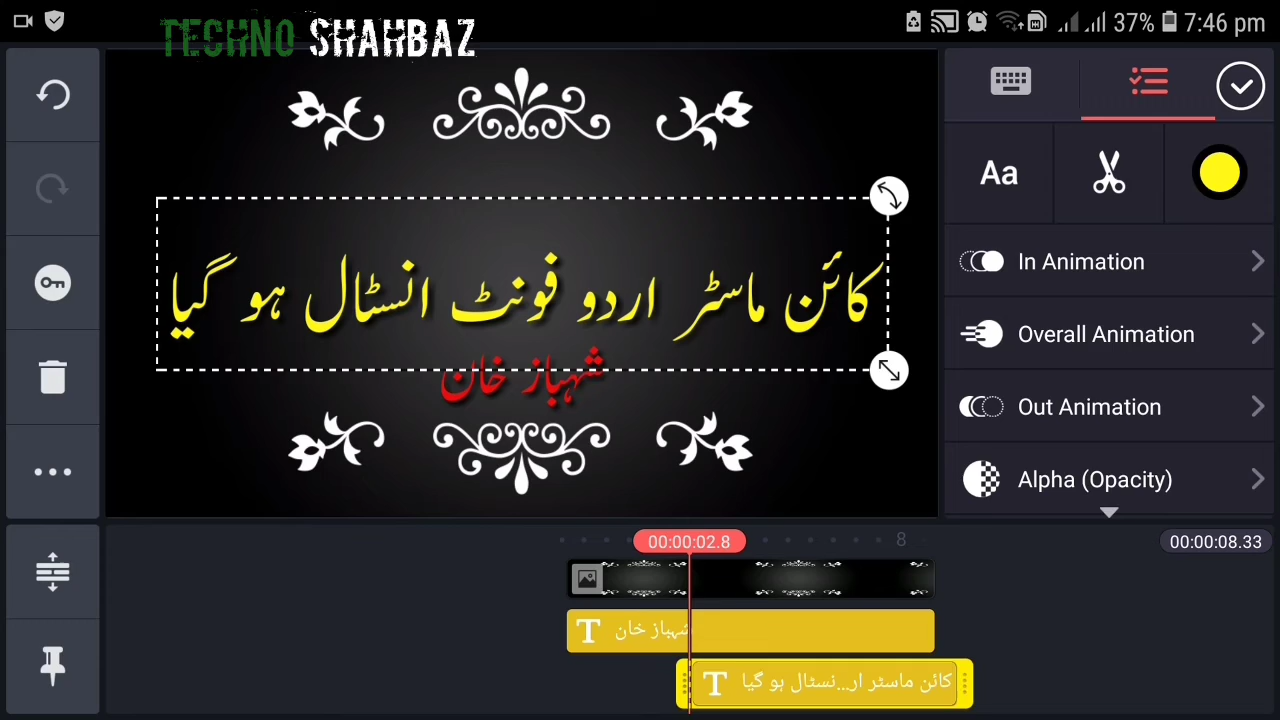 TECHNO SHAHBAZ
37% 7:46 pm
کائن ماسٹر اردو فونٹ انسٹال ہو گیا
شہباز خان
Aa
In Animation
Overall Animation
Out Animation
Alpha (Opacity)
00:00:02.8
8
00:00:08.33
T شہباز خان
T کائن ماسٹر ار...نسٹال ہو گیا